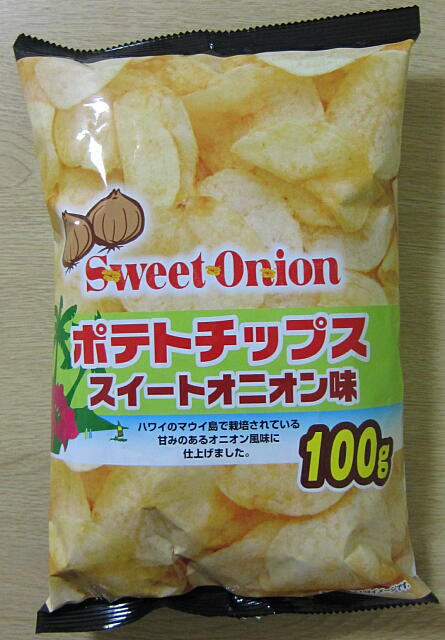 Sweet Onion
ポテトチップス
スイートオニオン味
ハワイのマウイ島で栽培されている
甘みのあるオニオン風味に
仕上げました。
100g